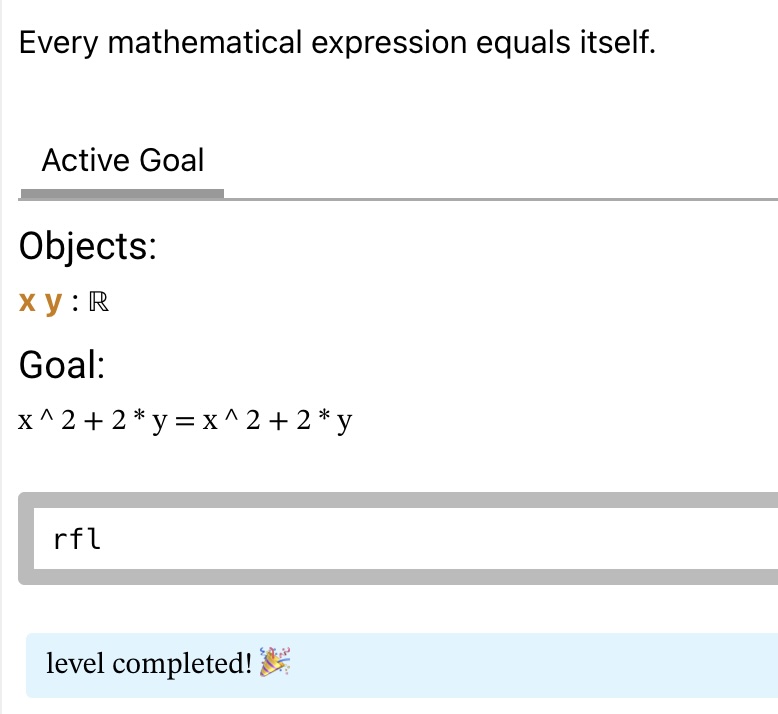 Every mathematical expression equals itself.
Active Goal
Objects:
x y : ℝ
Goal:
x ^ 2 + 2 * y = x ^ 2 + 2 * y
rfl
level completed! 🎉